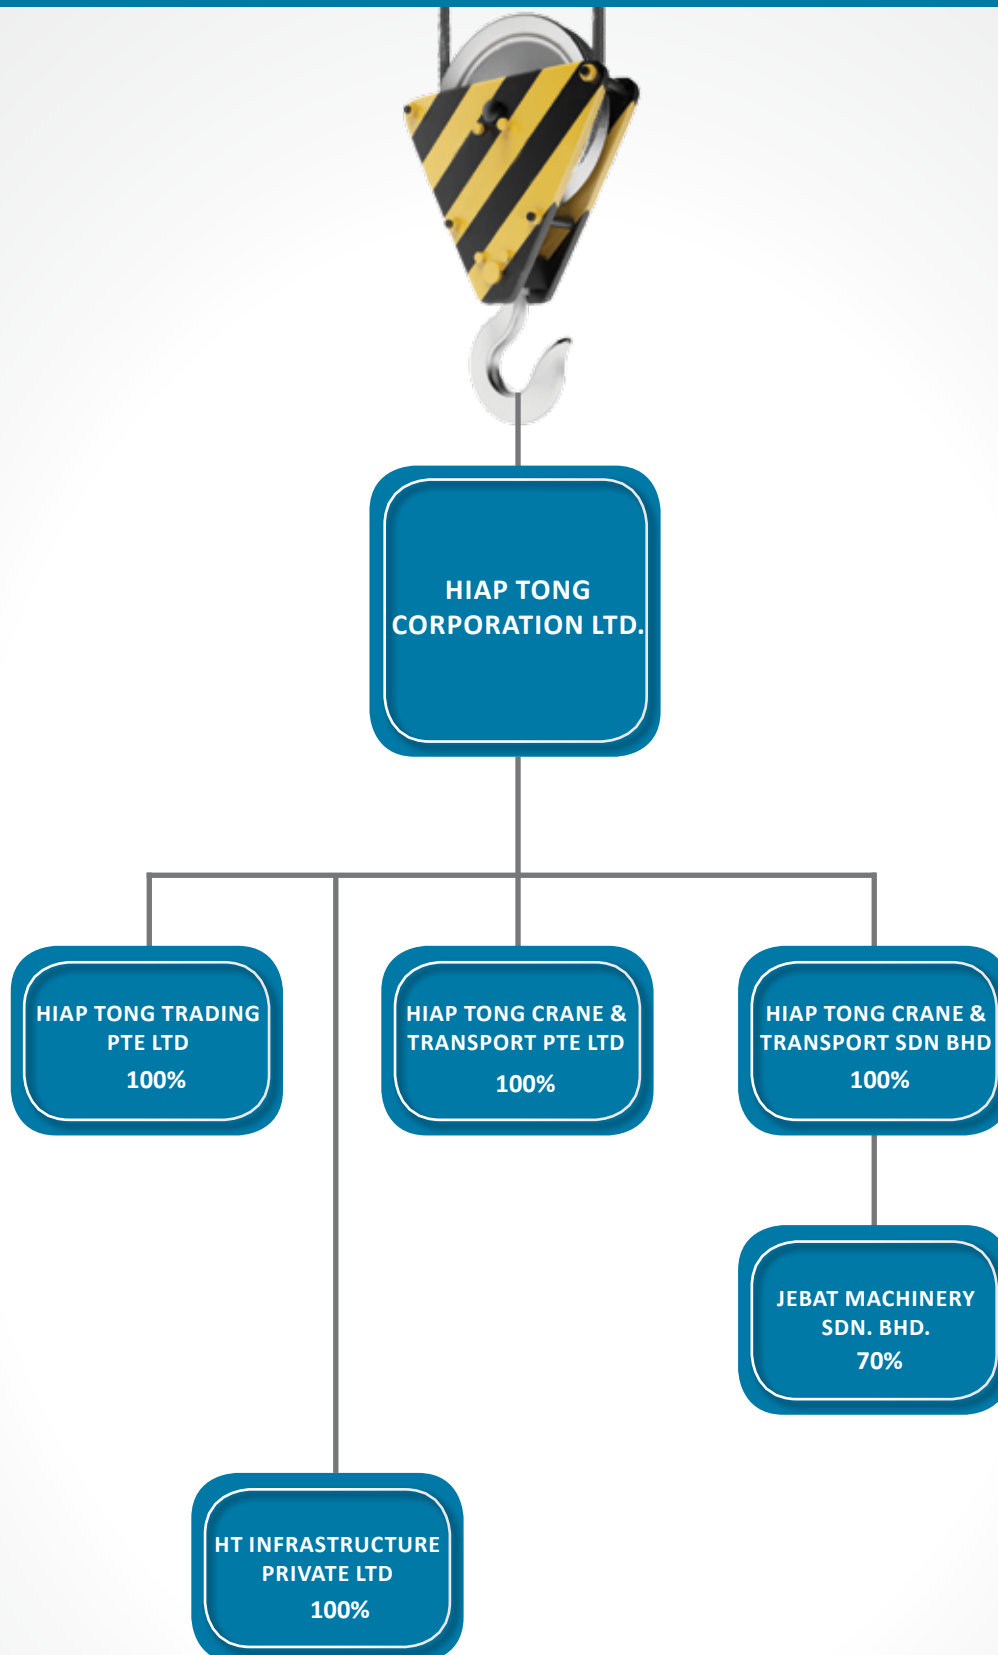 HIAP TONG
CORPORATION LTD.
HIAP TONG TRADING
PTE LTD
100%
HIAP TONG CRANE &
TRANSPORT PTE LTD
100%
HIAP TONG CRANE &
TRANSPORT SDN BHD
100%
JEBAT MACHINERY
SDN. BHD.
70%
HT INFRASTRUCTURE
PRIVATE LTD
100%